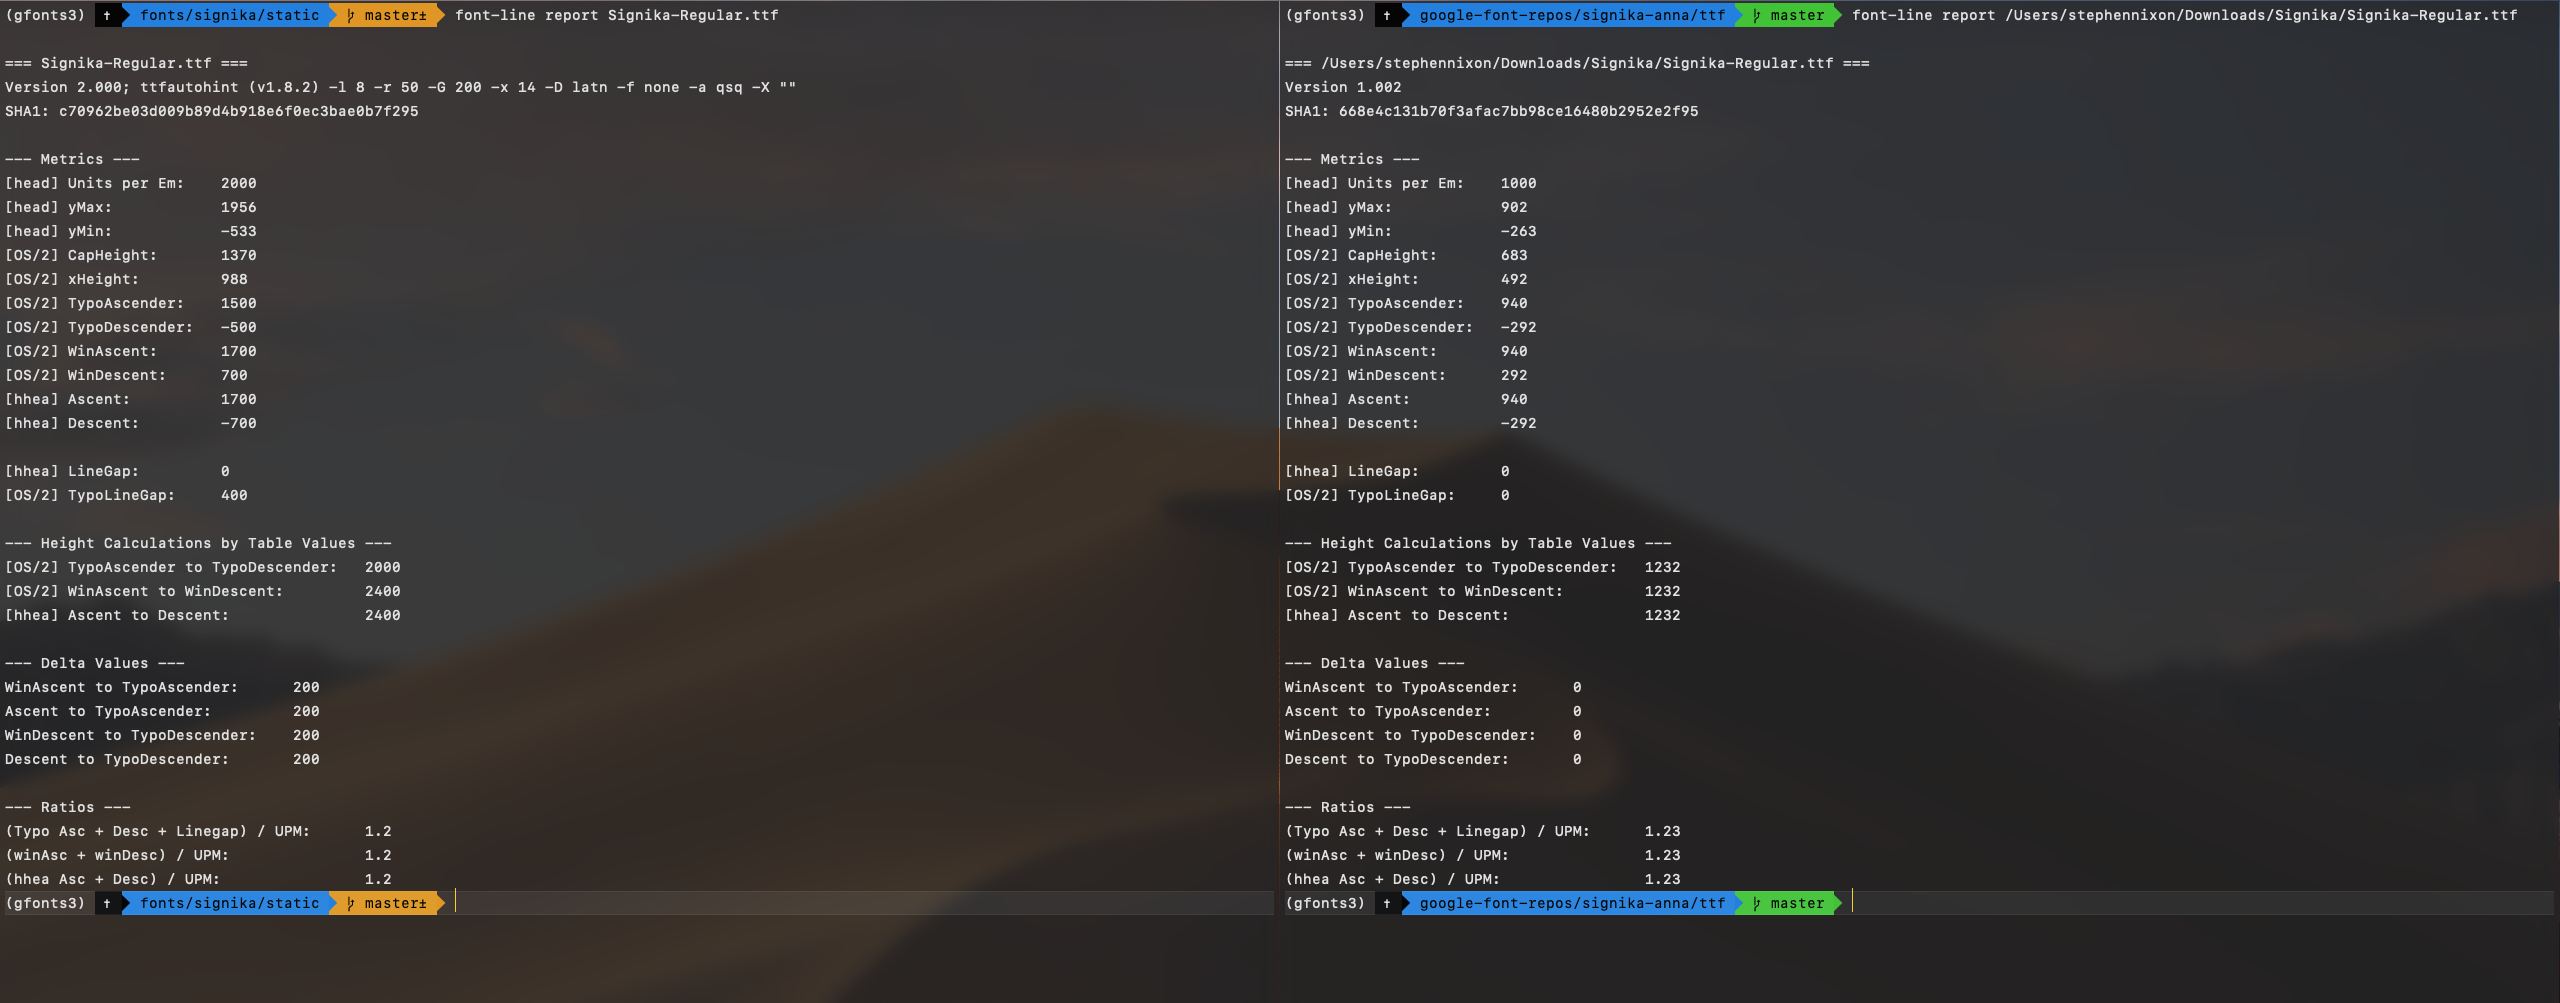 (gfonts3) ✝ fonts/signika/static master± font-line report Signika-Regular.ttf
=== Signika-Regular.ttf ===
Version 2.000; ttfautohint (v1.8.2) -l 8 -r 50 -G 200 -x 14 -D latn -f none -a qsq -X ""
SHA1: c70962be03d009b89d4b918e6f0ec3bae0b7f295
--- Metrics ---
[head] Units per Em: 2000
[head] yMax: 1956
[head] yMin: -533
[OS/2] CapHeight: 1370
[OS/2] xHeight: 988
[OS/2] TypoAscender: 1500
[OS/2] TypoDescender: -500
[OS/2] WinAscent: 1700
[OS/2] WinDescent: 700
[hhea] Ascent: 1700
[hhea] Descent: -700
[hhea] LineGap: 0
[OS/2] TypoLineGap: 400
--- Height Calculations by Table Values ---
[OS/2] TypoAscender to TypoDescender: 2000
[OS/2] WinAscent to WinDescent: 2400
[hhea] Ascent to Descent: 2400
--- Delta Values ---
WinAscent to TypoAscender: 200
Ascent to TypoAscender: 200
WinDescent to TypoDescender: 200
Descent to TypoDescender: 200
--- Ratios ---
(Typo Asc + Desc + Linegap) / UPM: 1.2
(winAsc + winDesc) / UPM: 1.2
(hhea Asc + Desc) / UPM: 1.2
(gfonts3) ✝ fonts/signika/static master±
(gfonts3) ✝ google-font-repos/signika-anna/ttf master font-line report /Users/stephennixon/Downloads/Signika/Signika-Regular.ttf
=== /Users/stephennixon/Downloads/Signika/Signika-Regular.ttf ===
Version 1.002
SHA1: 668e4c131b70f3afac7bb98ce16480b2952e2f95
--- Metrics ---
[head] Units per Em: 1000
[head] yMax: 902
[head] yMin: -263
[OS/2] CapHeight: 683
[OS/2] xHeight: 492
[OS/2] TypoAscender: 940
[OS/2] TypoDescender: -292
[OS/2] WinAscent: 940
[OS/2] WinDescent: 292
[hhea] Ascent: 940
[hhea] Descent: -292
[hhea] LineGap: 0
[OS/2] TypoLineGap: 0
--- Height Calculations by Table Values ---
[OS/2] TypoAscender to TypoDescender: 1232
[OS/2] WinAscent to WinDescent: 1232
[hhea] Ascent to Descent: 1232
--- Delta Values ---
WinAscent to TypoAscender: 0
Ascent to TypoAscender: 0
WinDescent to TypoDescender: 0
Descent to TypoDescender: 0
--- Ratios ---
(Typo Asc + Desc + Linegap) / UPM: 1.23
(winAsc + winDesc) / UPM: 1.23
(hhea Asc + Desc) / UPM: 1.23
(gfonts3) ✝ google-font-repos/signika-anna/ttf master